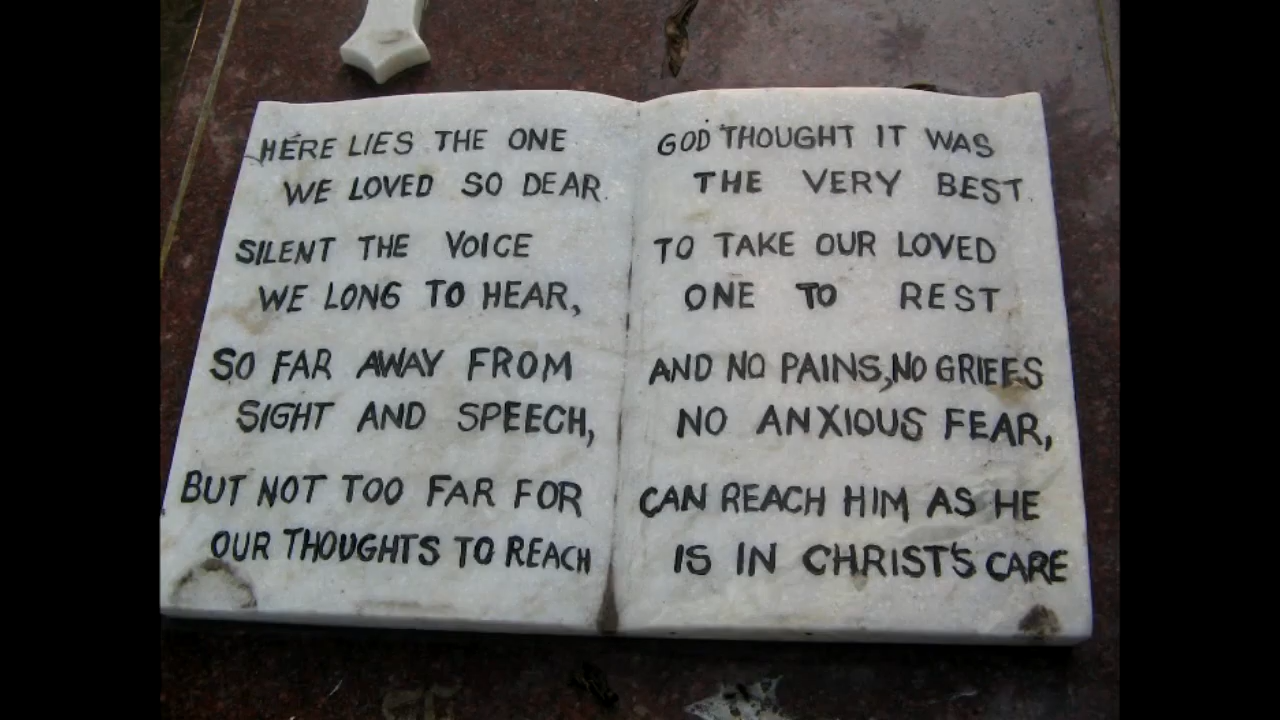 HERE LIES THE ONE
WE LOVED SO DEAR.
SILENT THE VOICE
WE LONG TO HEAR,
SO FAR AWAY FROM
SIGHT AND SPEECH,
BUT NOT TOO FAR FOR
OUR THOUGHTS TO REACH
GOD THOUGHT IT WAS
THE VERY BEST.
TO TAKE OUR LOVED
ONE TO REST
AND NO PAINS, NO GRIEFS
NO ANXIOUS FEAR,
CAN REACH HIM AS HE
IS IN CHRIST'S CARE